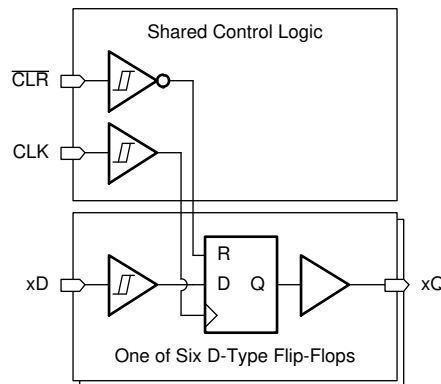 Shared Control Logic
CLR
CLK
R
xD
D
Q
xQ
One of Six D-Type Flip-Flops